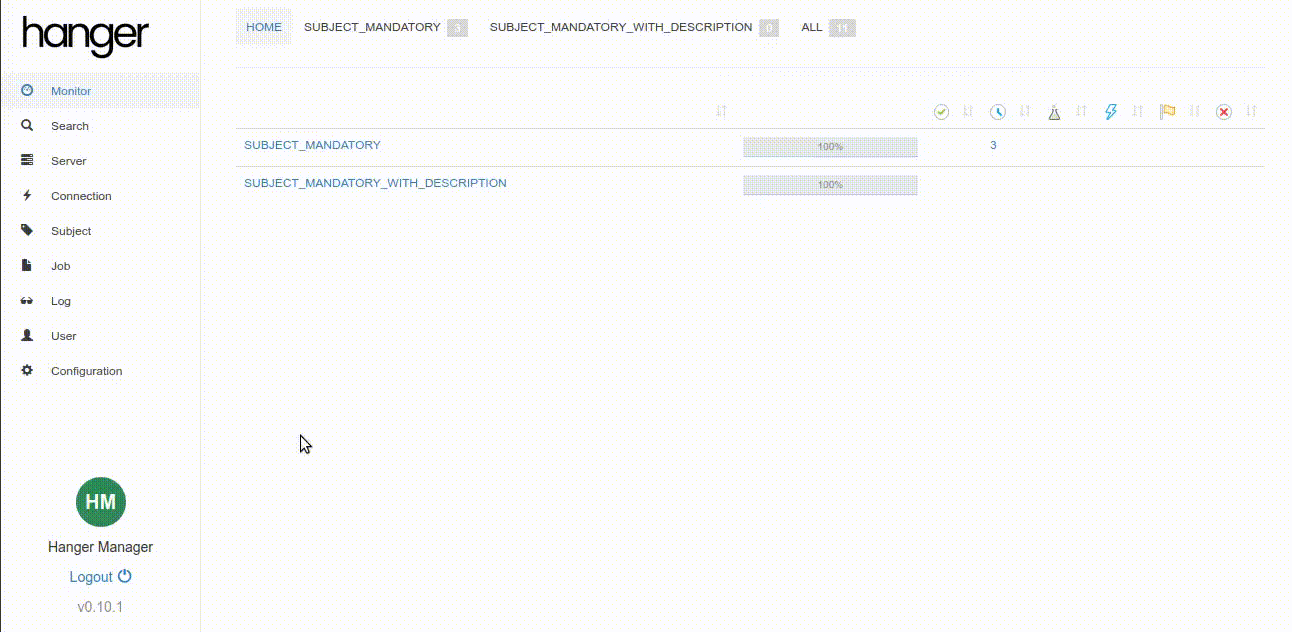 hanger
HOME SUBJECT_MANDATORY 3 SUBJECT_MANDATORY_WITH_DESCRIPTION 0 ALL 11
Monitor
Search
Server
Connection
Subject
Job
Log
User
Configuration
SUBJECT_MANDATORY 100% 3
SUBJECT_MANDATORY_WITH_DESCRIPTION 100%
HM
Hanger Manager
Logout
v0.10.1